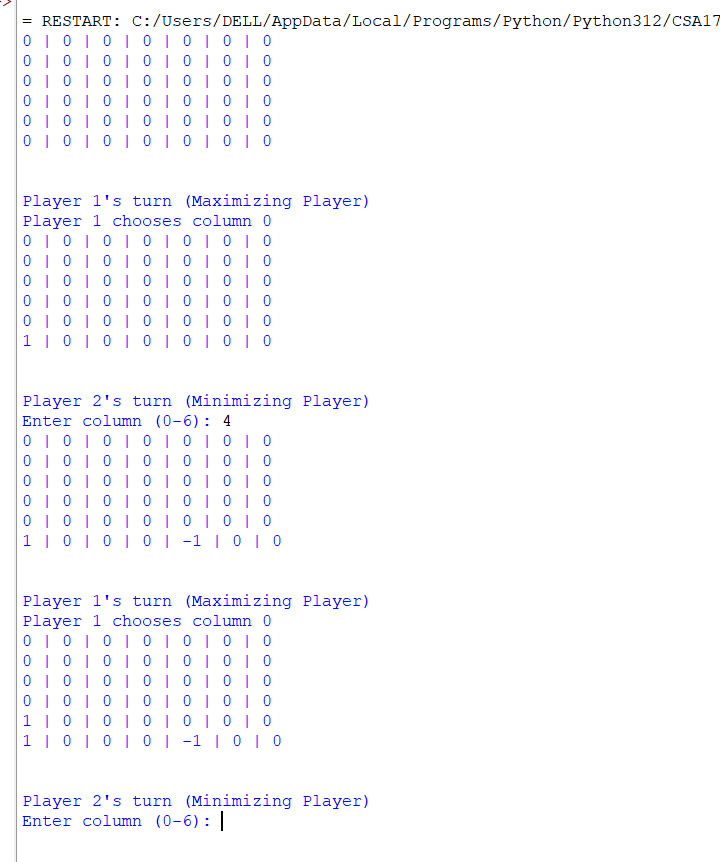 = RESTART: C:/Users/DELL/AppData/Local/Programs/Python/Python312/CSA17
0 | 0 | 0 | 0 | 0 | 0 | 0
0 | 0 | 0 | 0 | 0 | 0 | 0
0 | 0 | 0 | 0 | 0 | 0 | 0
0 | 0 | 0 | 0 | 0 | 0 | 0
0 | 0 | 0 | 0 | 0 | 0 | 0
0 | 0 | 0 | 0 | 0 | 0 | 0
Player 1's turn (Maximizing Player)
Player 1 chooses column 0
0 | 0 | 0 | 0 | 0 | 0 | 0
0 | 0 | 0 | 0 | 0 | 0 | 0
0 | 0 | 0 | 0 | 0 | 0 | 0
0 | 0 | 0 | 0 | 0 | 0 | 0
0 | 0 | 0 | 0 | 0 | 0 | 0
1 | 0 | 0 | 0 | 0 | 0 | 0
Player 2's turn (Minimizing Player)
Enter column (0-6): 4
0 | 0 | 0 | 0 | 0 | 0 | 0
0 | 0 | 0 | 0 | 0 | 0 | 0
0 | 0 | 0 | 0 | 0 | 0 | 0
0 | 0 | 0 | 0 | 0 | 0 | 0
0 | 0 | 0 | 0 | 0 | 0 | 0
1 | 0 | 0 | 0 | -1 | 0 | 0
Player 1's turn (Maximizing Player)
Player 1 chooses column 0
0 | 0 | 0 | 0 | 0 | 0 | 0
0 | 0 | 0 | 0 | 0 | 0 | 0
0 | 0 | 0 | 0 | 0 | 0 | 0
0 | 0 | 0 | 0 | 0 | 0 | 0
1 | 0 | 0 | 0 | 0 | 0 | 0
1 | 0 | 0 | 0 | -1 | 0 | 0
Player 2's turn (Minimizing Player)
Enter column (0-6):